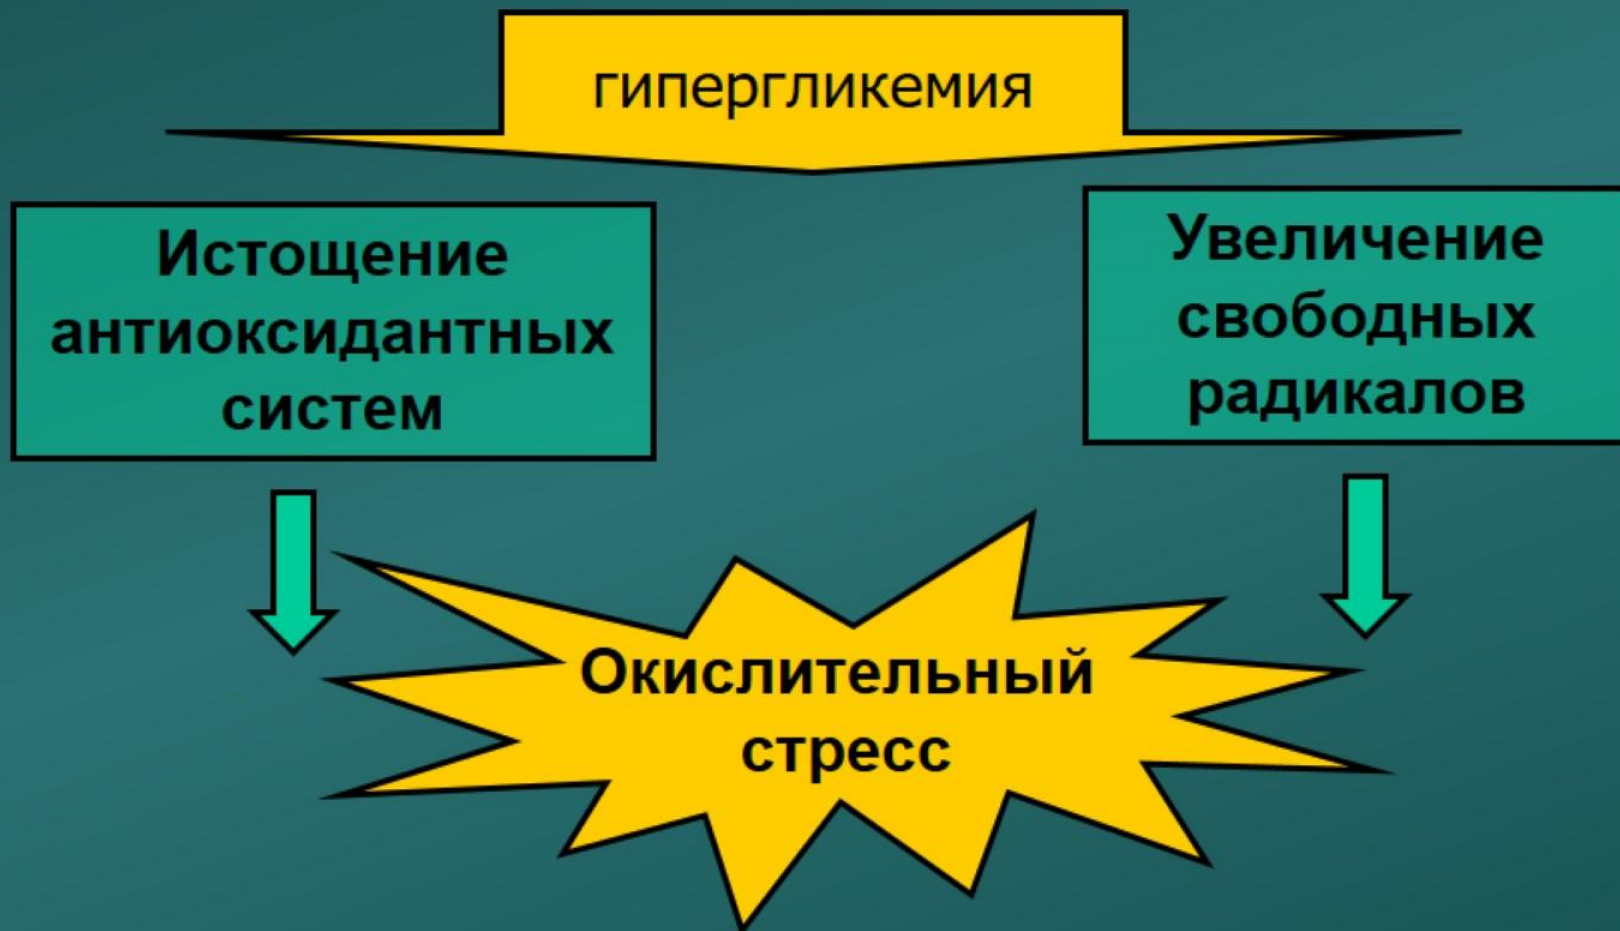 гипергликемия
Истощение
антиоксидантных
систем
Увеличение
свободных
радикалов
Окислительный
стресс